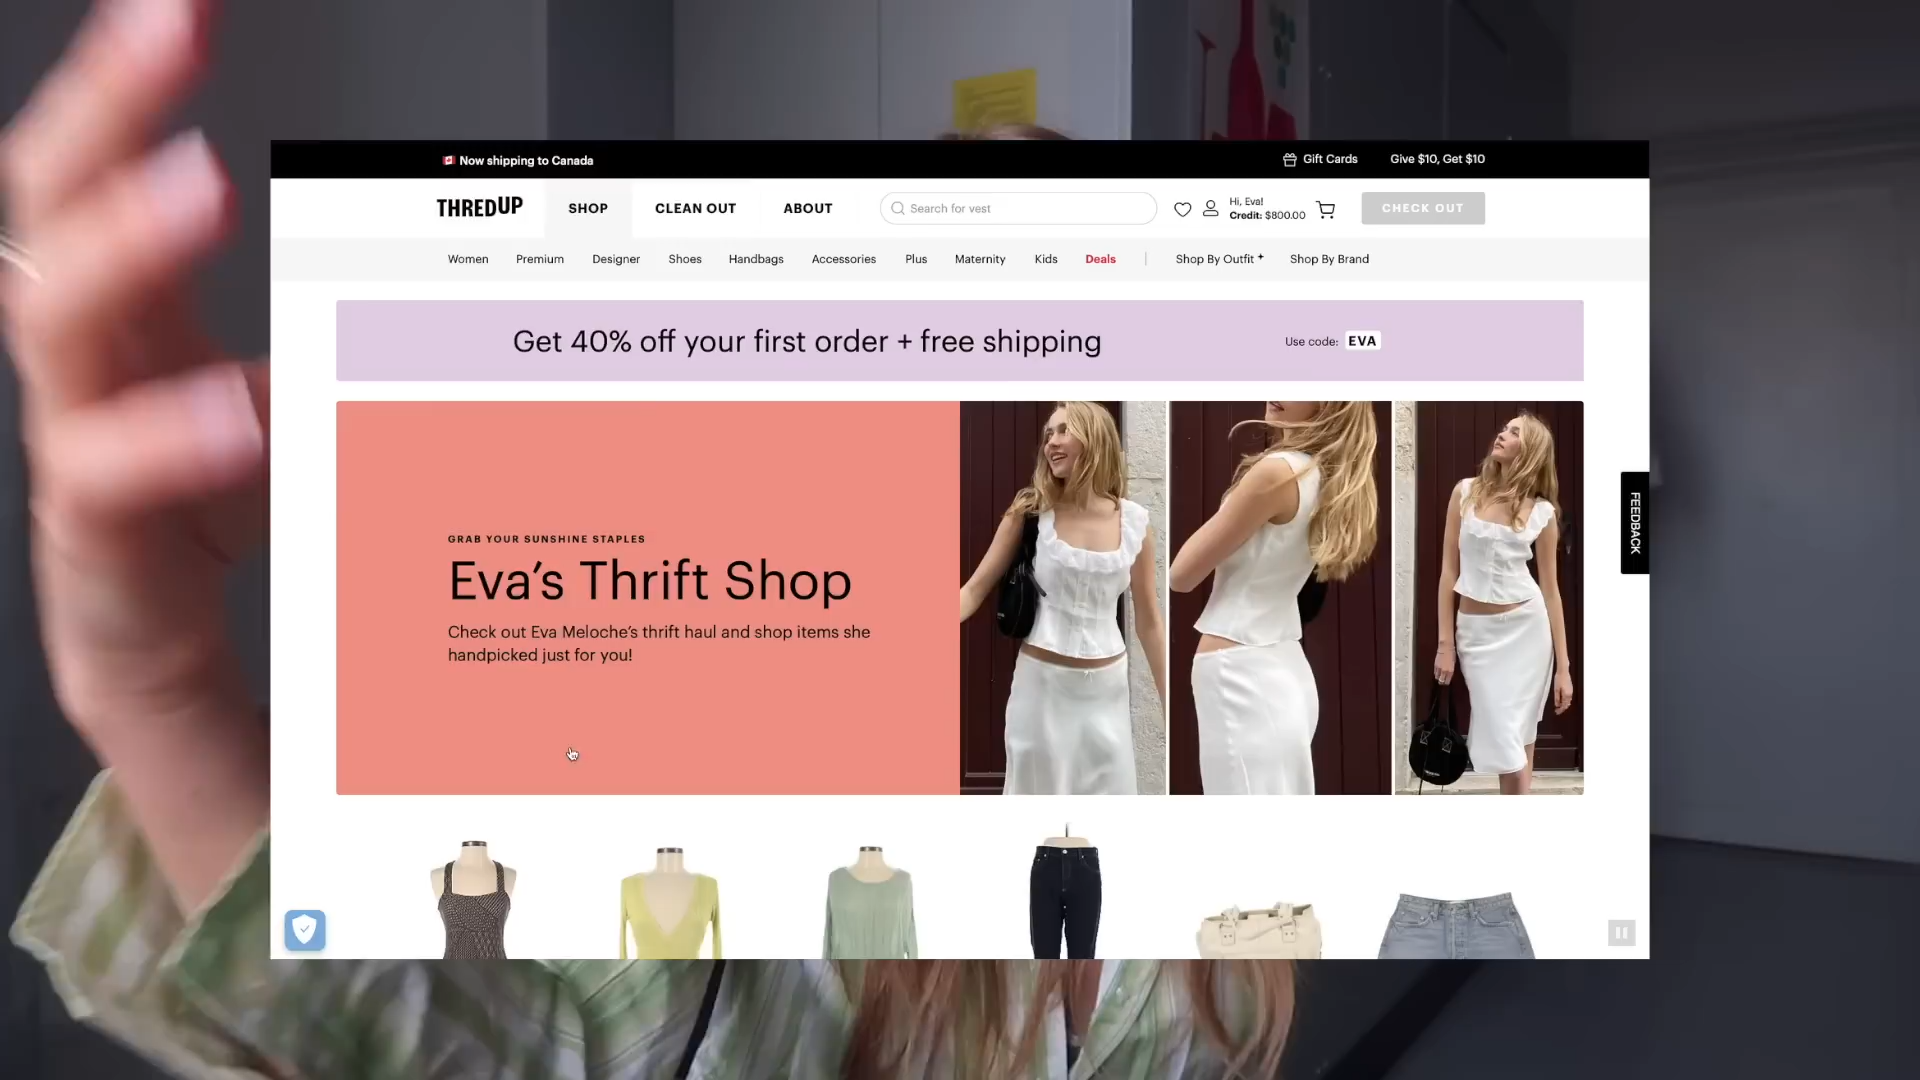 Now shipping to Canada
Gift Cards
Give $10, Get $10
THREDUP
SHOP
CLEAN OUT
ABOUT
Search for vest
Hi, Eva!
Credit: $800.00
CHECK OUT
Women
Premium
Designer
Shoes
Handbags
Accessories
Plus
Maternity
Kids
Deals
Shop By Outfit
Shop By Brand
Get 40% off your first order + free shipping
Use code: EVA
FEEDBACK
GRAB YOUR SUNSHINE STAPLES
Eva's Thrift Shop
Check out Eva Meloche's thrift haul and shop items she
handpicked just for you!